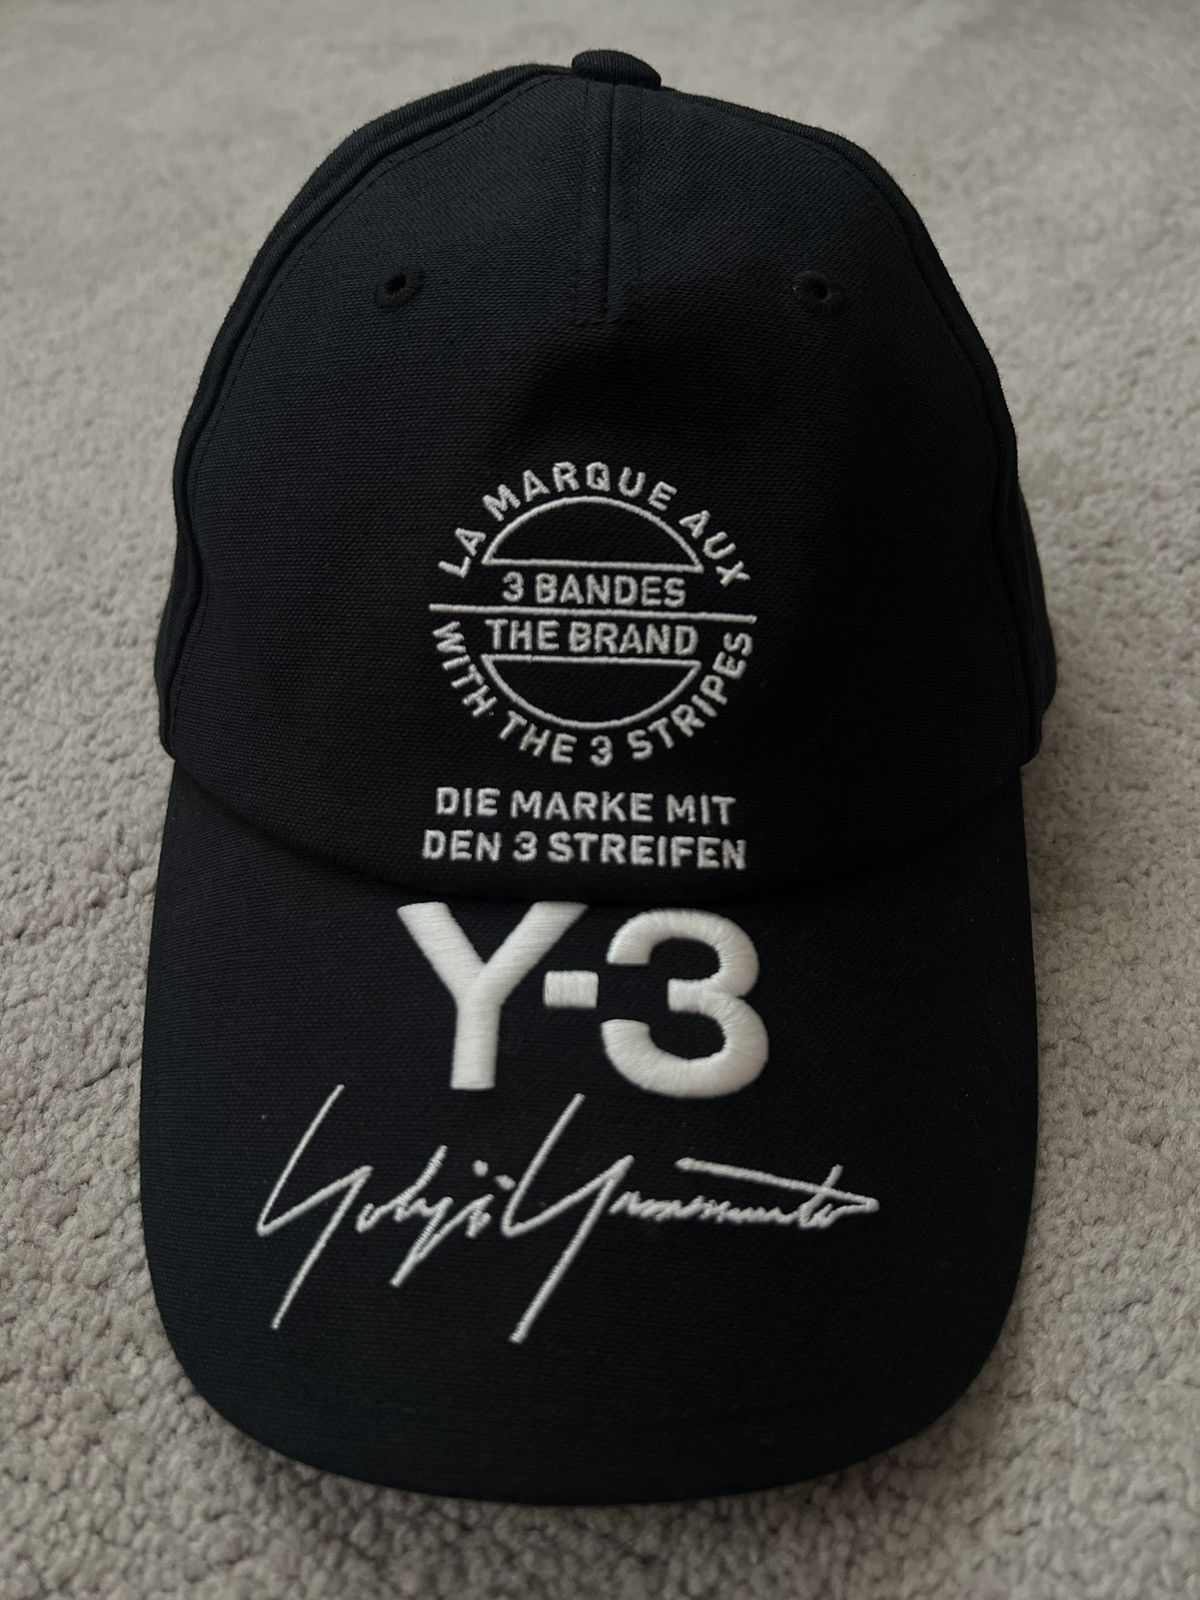 LA MARQUE AUX
3 BANDES
THE BRAND
WITH THE 3 STRIPES
DIE MARKE MIT
DEN 3 STREIFEN
Y-3
Yohji Yamamoto